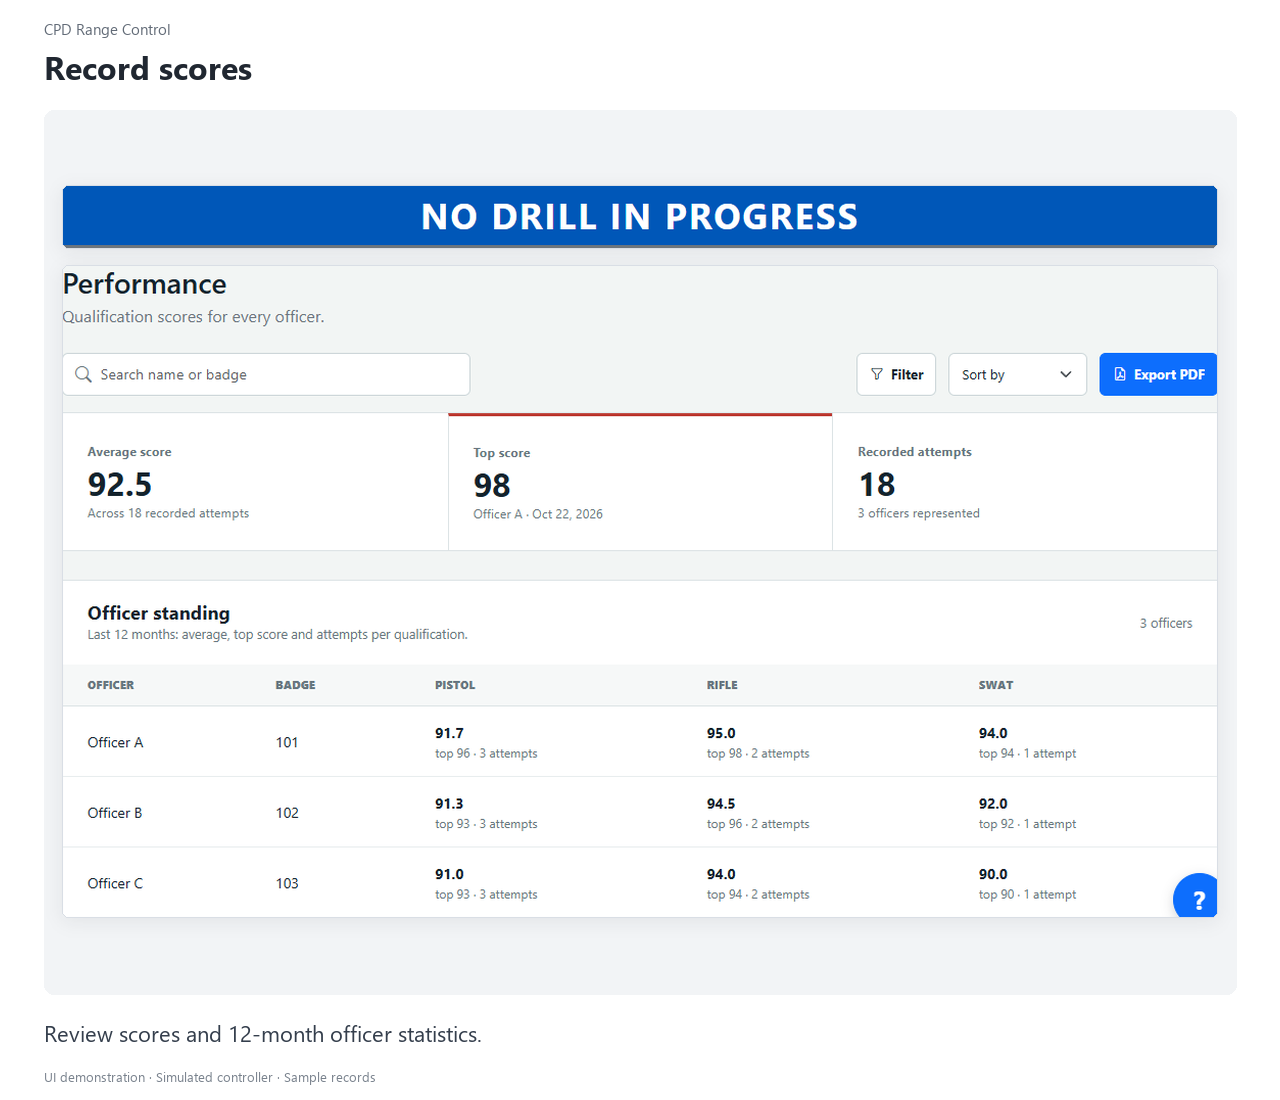 CPD Range Control
Record scores
NO DRILL IN PROGRESS
Performance
Qualification scores for every officer.
Search name or badge
Filter
Sort by
Export PDF
Average score
92.5
Across 18 recorded attempts
Top score
98
Officer A · Oct 22, 2026
Recorded attempts
18
3 officers represented
Officer standing
Last 12 months: average, top score and attempts per qualification.
3 officers
OFFICER BADGE PISTOL RIFLE SWAT
Officer A 101 91.7 95.0 94.0
top 96 · 3 attempts top 98 · 2 attempts top 94 · 1 attempt
Officer B 102 91.3 94.5 92.0
top 93 · 3 attempts top 96 · 2 attempts top 92 · 1 attempt
Officer C 103 91.0 94.0 90.0
top 93 · 3 attempts top 94 · 2 attempts top 90 · 1 attempt
?
Review scores and 12-month officer statistics.
UI demonstration · Simulated controller · Sample records